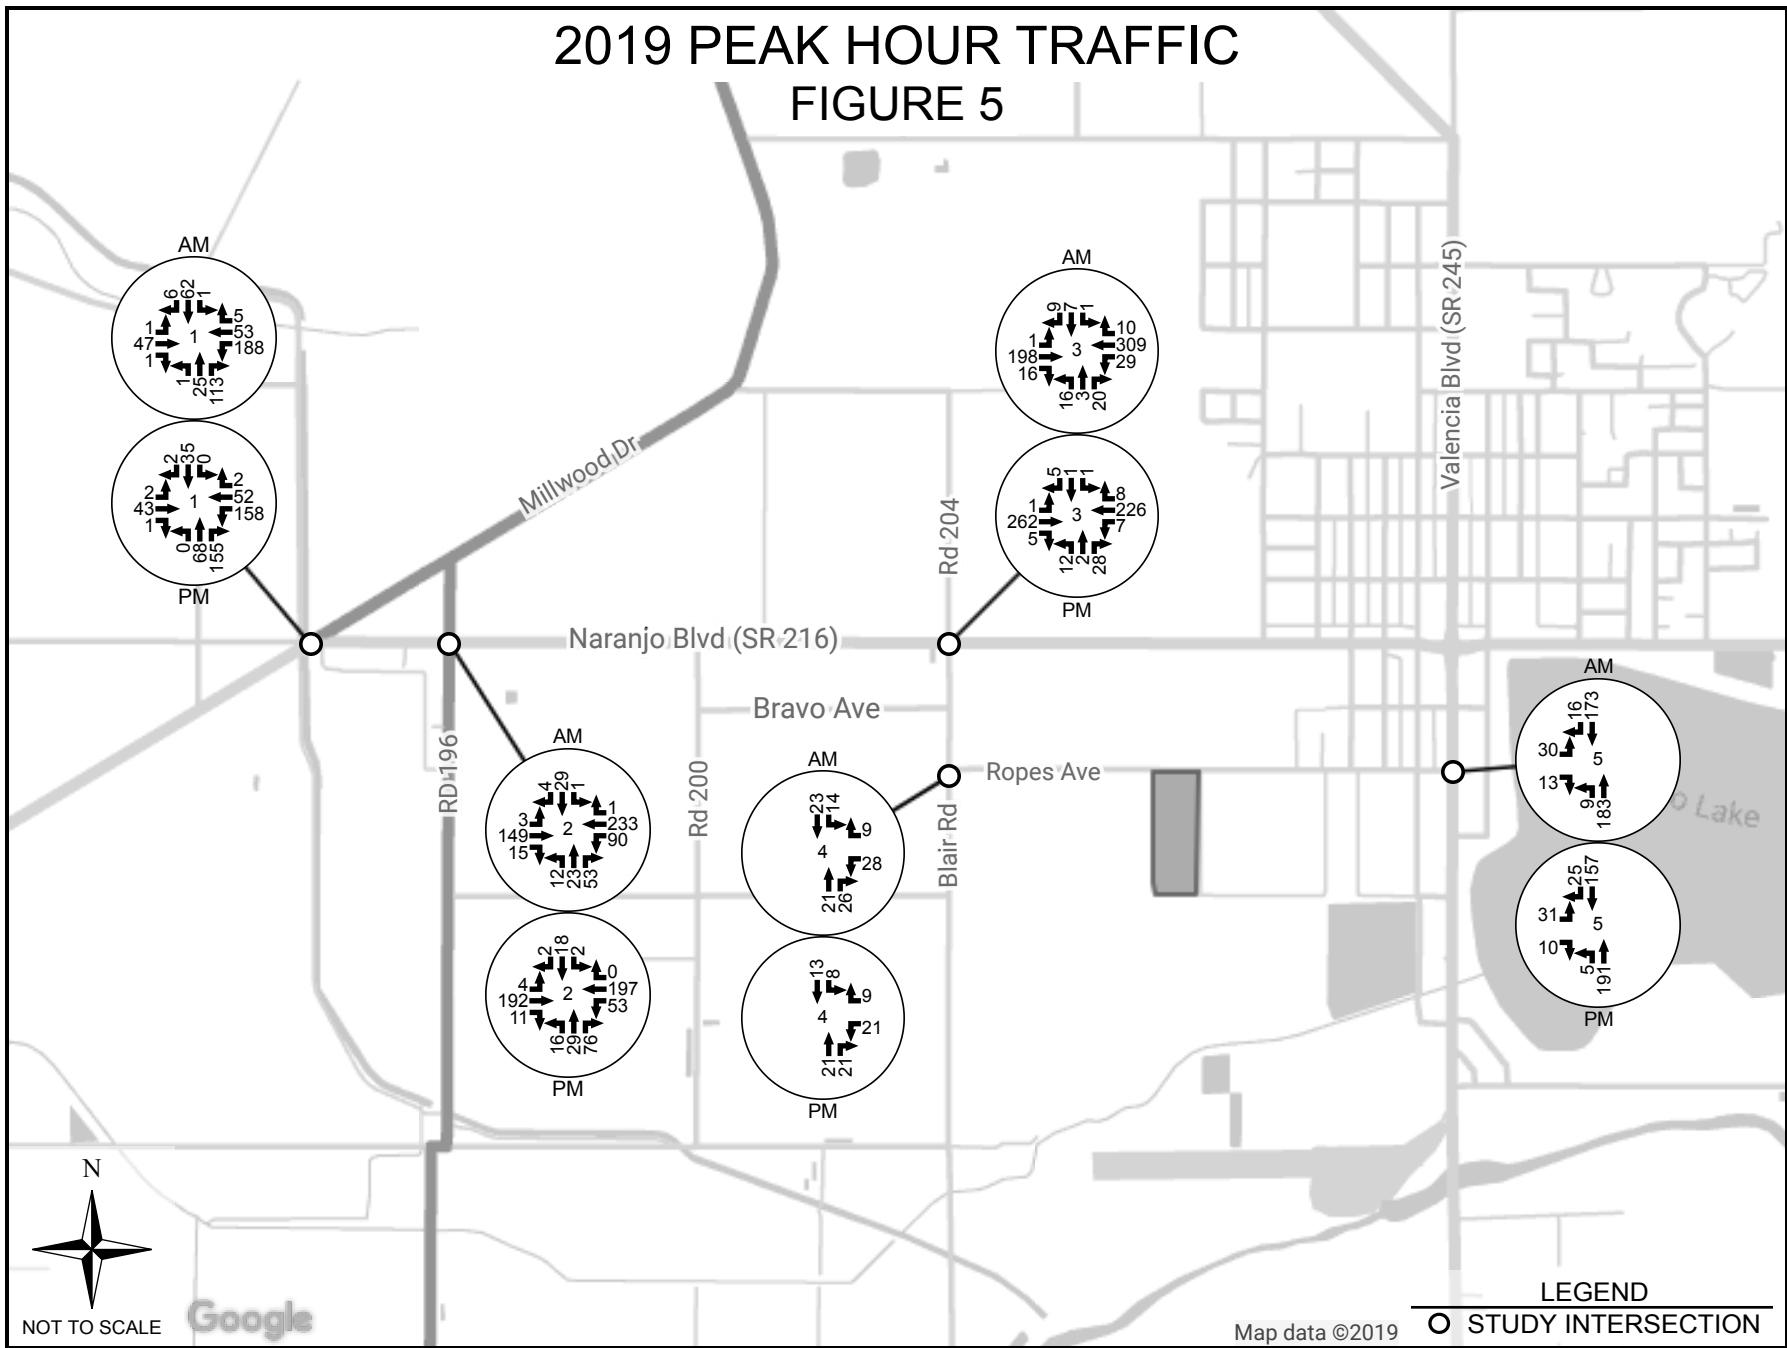 2019 PEAK HOUR TRAFFIC
FIGURE 5
AM
6 62 1
1 47 1
1
5 53 188
1 25 113
2 35 0
2 43 1
1
2 52 158
0 68 155
PM
AM
9 7 1
1 198 16
3
10 309 29
16 3 20
5 1 1
1 262 5
3
8 226 7
12 2 28
PM
Millwood Dr
Rd 204
Valencia Blvd (SR 245)
Naranjo Blvd (SR 216)
Bravo Ave
RD 196
Rd 200
Ropes Ave
Blair Rd
AM
4 29 1
3 149 15
2
1 233 90
12 23 53
2 18 2
4 192 11
2
0 197 53
16 29 76
PM
AM
23 14
4
9 28
21 26
13 8
4
9 21
21 21
PM
AM
16 173
30 13
5
9 183
25 157
31 10
5
5 191
PM
o Lake
N
NOT TO SCALE
Google
Map data ©2019
LEGEND
STUDY INTERSECTION